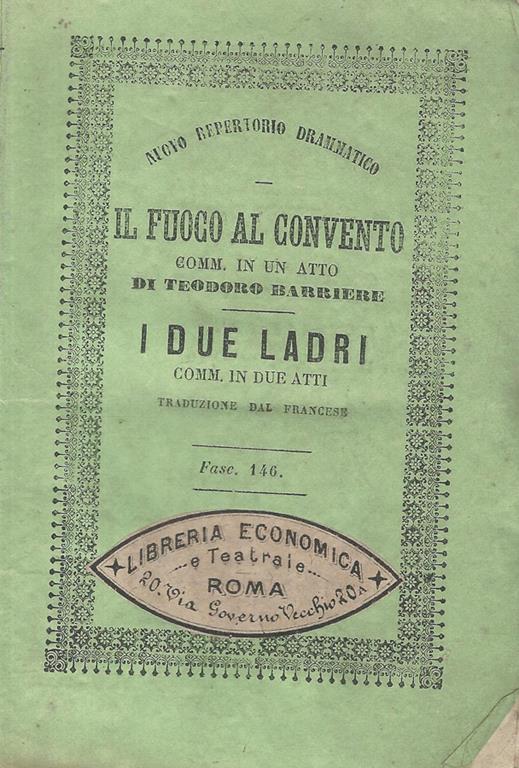 NUOVO REPERTORIO DRAMMATICO
IL FUOCO AL CONVENTO
COMM. IN UN ATTO
DI TEODORO BARRIERE
I DUE LADRI
COMM. IN DUE ATTI
TRADUZIONE DAL FRANCESE
Fasc. 146.
LIBRERIA ECONOMICA
e Teatrale
ROMA
20. Via Governo Vecchio 20A